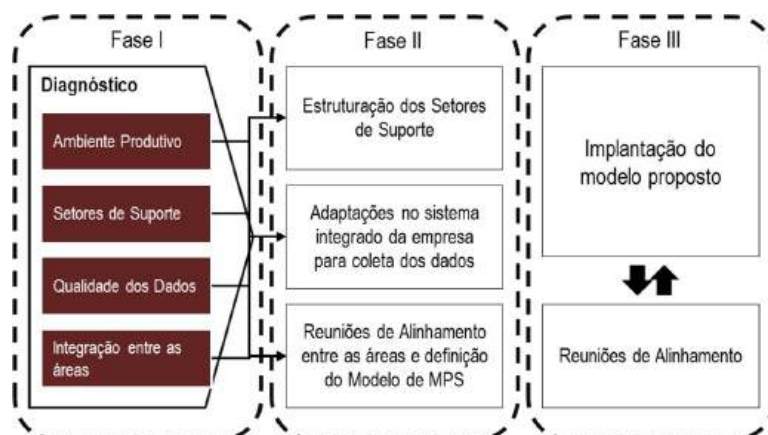 Fase I
Diagnóstico
Ambiente Produtivo
Setores de Suporte
Qualidade dos Dados
Integração entre as
áreas
Fase II
Estruturação dos Setores
de Suporte
Adaptações no sistema
integrado da empresa
para coleta dos dados
Reuniões de Alinhamento
entre as áreas e definição
do Modelo de MPS
Fase III
Implantação do
modelo proposto
Reuniões de Alinhamento